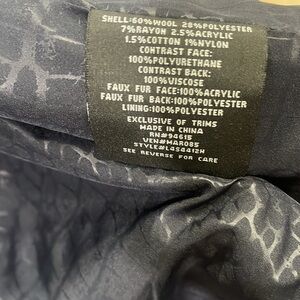 SHELL:60%WOOL 28%POLYESTER
7%RAYON 2.5%ACRYLIC
1.5%COTTON 1%NYLON
CONTRAST FACE:
100%POLYURETHANE
CONTRAST BACK:
100%VISCOSE
FAUX FUR FACE:100%ACRYLIC
FAUX FUR BACK:100%POLYESTER
LINING:100%POLYESTER
EXCLUSIVE OF TRIMS
MADE IN CHINA
RN#94615
VEN#MAR085
STYLE#L4S4412H
SEE REVERSE FOR CARE